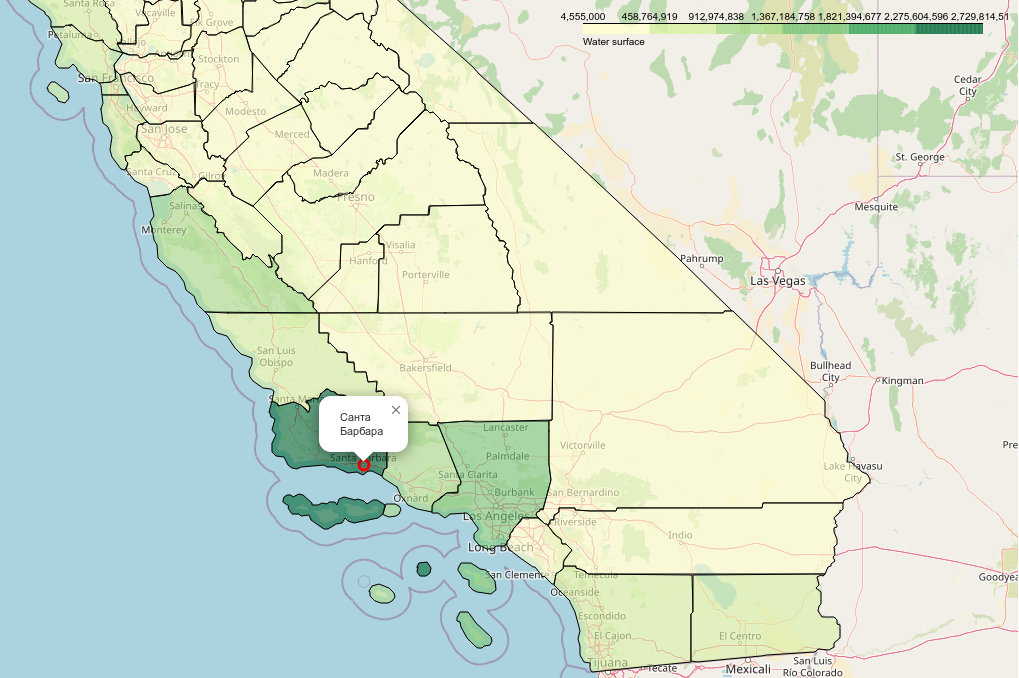 Santa Rosa
Vacaville
Elk Grove
4,555,000 458,764,919 912,974,838 1,367,184,758 1,821,394,677 2,275,604,596 2,729,814,51
Petaluma
Water surface
Stockton
San Francisco
Tracy
Cedar
City
Hayward
Modesto
San Jose
Merced
St. George
Santa Cruz
Gilroy
Madera
Fresno
Salinas
Mesquite
Monterey
Visalia
Hanford
Pahrump
Porterville
Las Vegas
San Luis
Obispo
Bakersfield
Bullhead
City
Kingman
Santa Ma
Санта
Барбара
Lancaster
Victorville
Pre
Santa Barbara
Palmdale
Lake Havasu
City
Santa Clarita
Oxnard
Burbank
San Bernardino
Los Angeles
Riverside
Indio
Long Beach
San Clemente
Temecula
Goodyea
Oceanside
Escondido
El Cajon
El Centro
Tijuana
Tecate
Mexicali
San Luis
Río Colorado